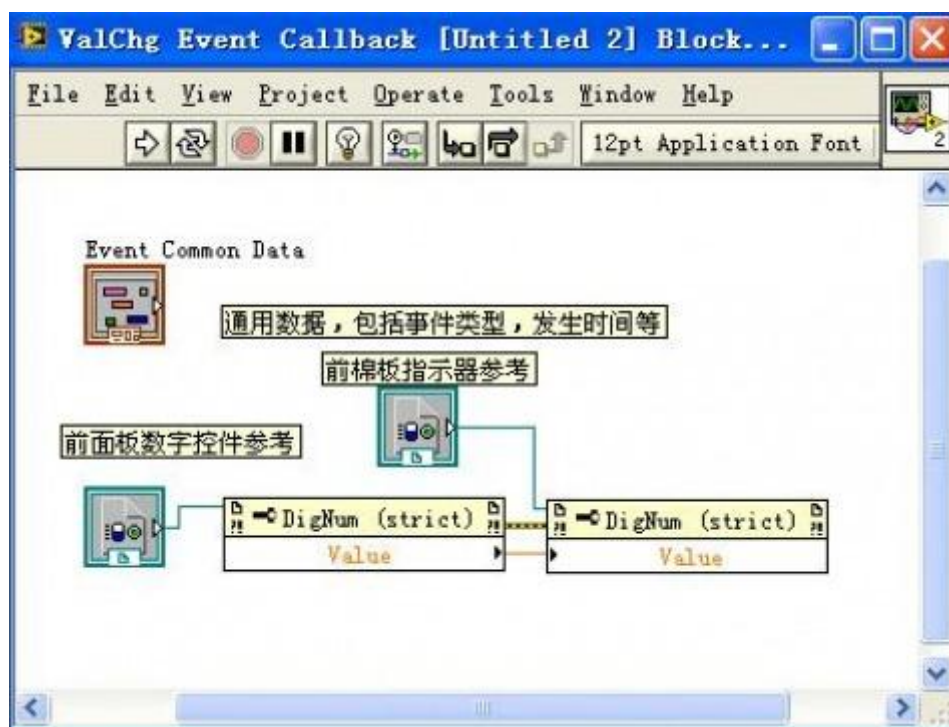 ValChg Event Callback [Untitled 2] Block...
File Edit View Project Operate Tools Window Help
12pt Application Font
2
Event Common Data
通用数据，包括事件类型，发生时间等
前棉板指示器参考
前面板数字控件参考
DigNum (strict)
Value
DigNum (strict)
Value